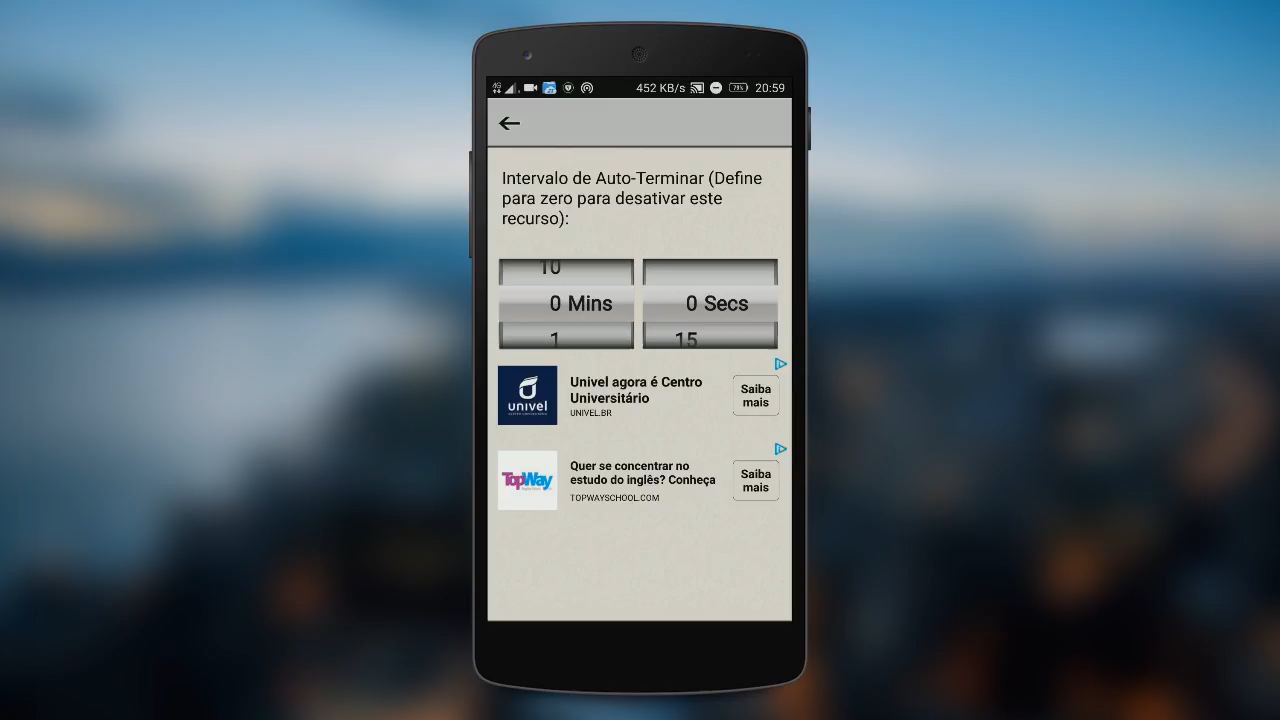 4G 452 KB/s 79% 20:59
Intervalo de Auto-Terminar (Define
para zero para desativar este
recurso):
10
0 Mins 0 Secs
1 15
Univel agora é Centro
Universitário
UNIVEL.BR
Saiba
mais
univel
Quer se concentrar no
estudo do inglês? Conheça
TOPWAYSCHOOL.COM
Saiba
mais
TopWay